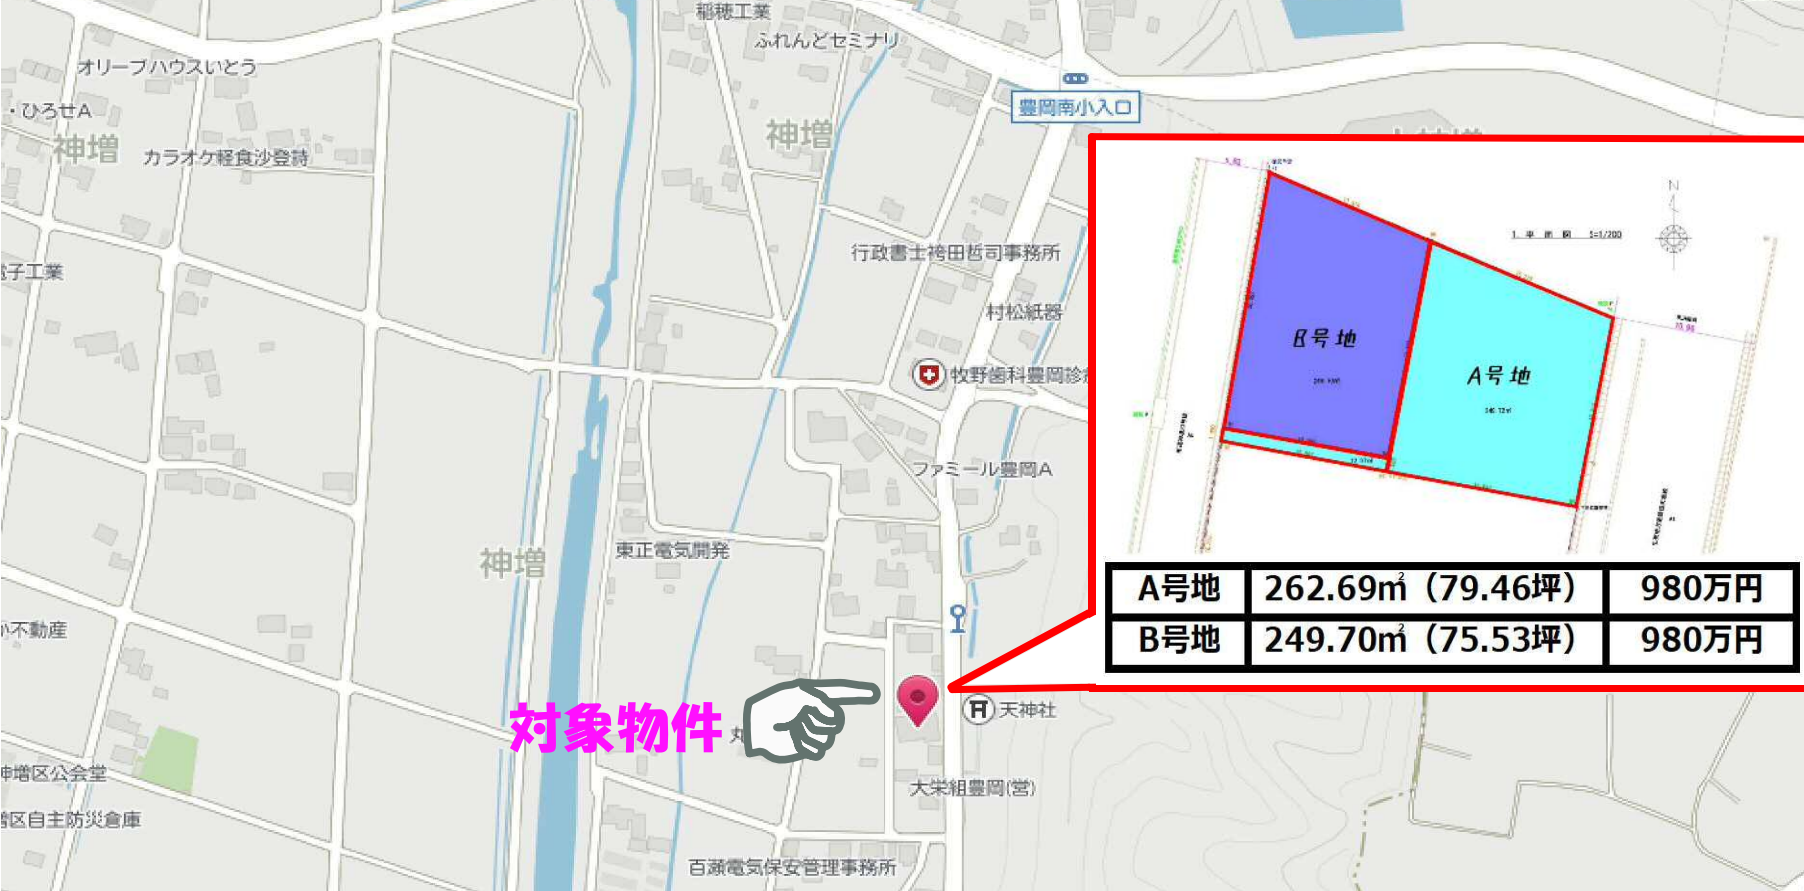 稲穂工業
ふれんどセミナリ
オリーブハウスいとう
・ひろせA
神増
カラオケ軽食沙登詩
神増
豊岡南小入口
行政書士袴田哲司事務所
村松紙器
牧野歯科豊岡診
ファミール豊岡A
東正電気開発
神増
子工業
不動産
対象物件
天神社
大栄組豊岡(営)
神増区公会堂
区自主防災倉庫
百瀬電気保安管理事務所
N
1. 平面図 S=1/200
B号地
A号地
A号地 262.69㎡（79.46坪） 980万円
B号地 249.70㎡（75.53坪） 980万円